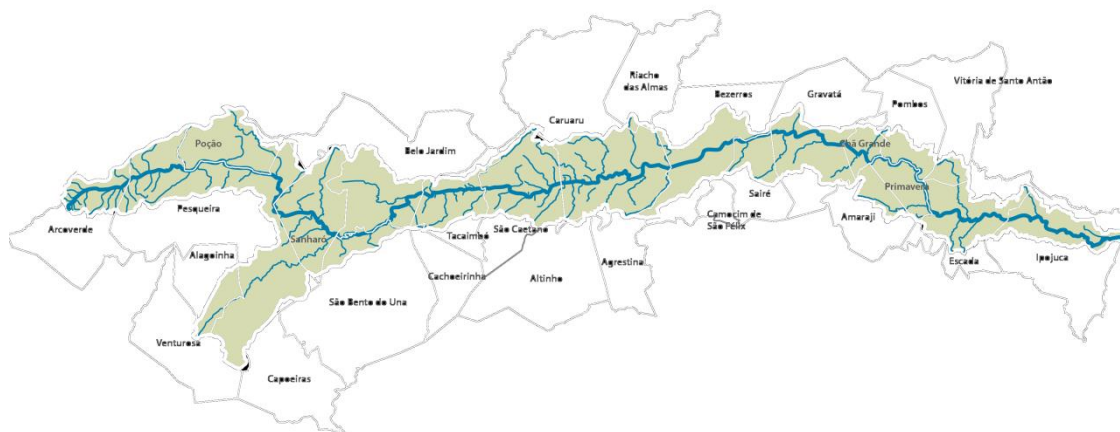 Riacho
das Almas
Vitória de Santo Antão
Bezerros
Gravatá
Pombos
Caruaru
Poção
Belo Jardim
Chã Grande
Primavera
Pesqueira
Sairé
Arcoverde
Camocim de
São Félix
Amaraji
São Caetano
Tacaimbó
Sanharó
Alagoinha
Escada
Ipojuca
Agrestina
Cachoeirinha
Altinho
São Bento do Una
Venturosa
Capoeiras